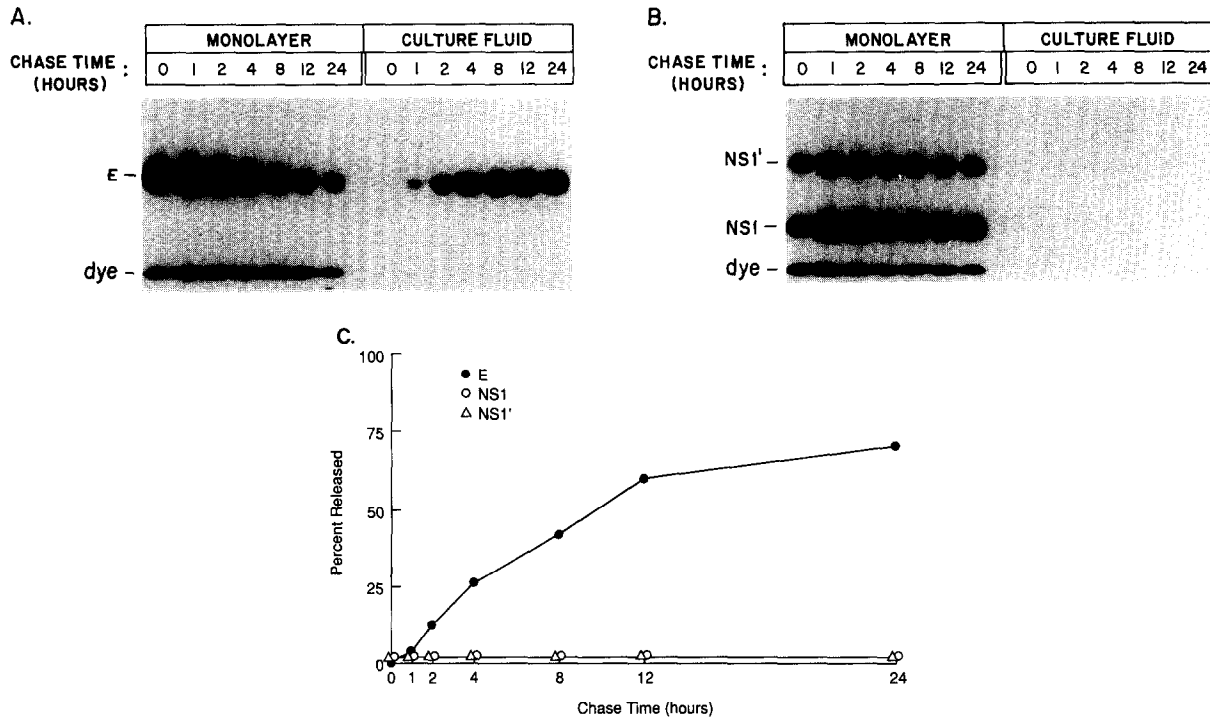 A.
MONOLAYER CULTURE FLUID
CHASE TIME : 0 1 2 4 8 12 24 0 1 2 4 8 12 24
(HOURS)
E –
dye –
B.
MONOLAYER CULTURE FLUID
CHASE TIME : 0 1 2 4 8 12 24 0 1 2 4 8 12 24
(HOURS)
NS1' –
NS1 –
dye –
C.
100
75
50
25
0
Percent Released
E
NS1
NS1'
0 1 2 4 8 12 24
Chase Time (hours)